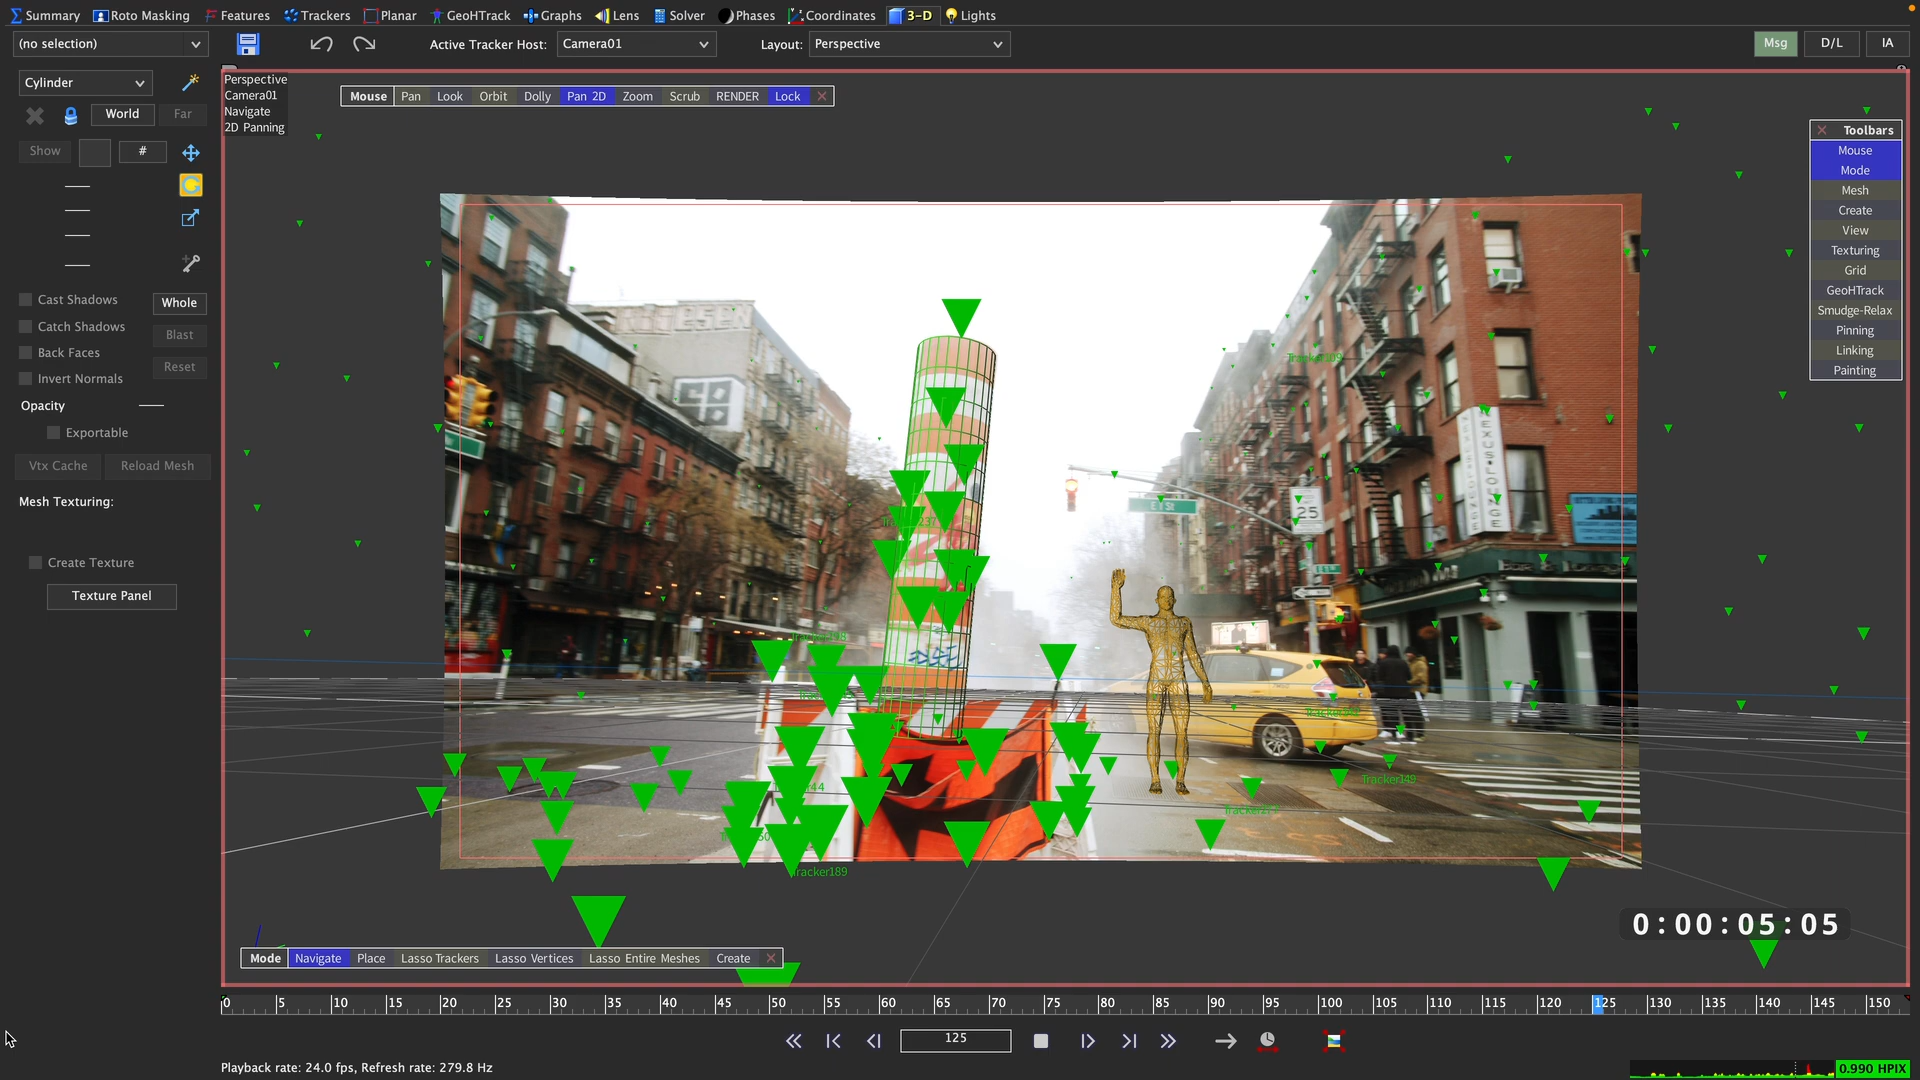 Summary Roto Masking Features Trackers Planar GeoHTrack Graphs Lens Solver Phases Coordinates 3-D Lights
(no selection) Active Tracker Host: Camera01 Layout: Perspective Msg D/L IA
Cylinder
World Far
Show #
Cast Shadows Whole
Catch Shadows Blast
Back Faces
Invert Normals Reset
Opacity
Exportable
Vtx Cache Reload Mesh
Mesh Texturing:
Create Texture
Texture Panel
Perspective
Camera01
Navigate
2D Panning
Mouse Pan Look Orbit Dolly Pan 2D Zoom Scrub RENDER Lock
Toolbars
Mouse
Mode
Mesh
Create
View
Texturing
Grid
GeoHTrack
Smudge-Relax
Pinning
Linking
Painting
NEXUS LOUNGE
25
Tracker149
Tracker189
0:00:05:05
Mode Navigate Place Lasso Trackers Lasso Vertices Lasso Entire Meshes Create
0 5 10 15 20 25 30 35 40 45 50 55 60 65 70 75 80 85 90 95 100 105 110 115 120 125 130 135 140 145 150
125
Playback rate: 24.0 fps, Refresh rate: 279.8 Hz
0.990 HPIX